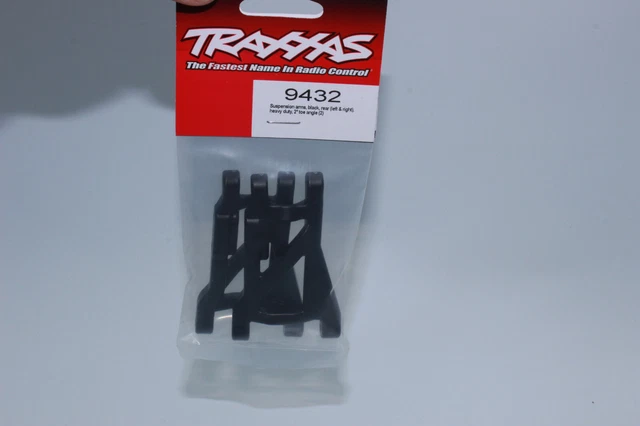 TRAXXAS
The Fastest Name In Radio Control
9432
Suspension arms, black, rear (left & right),
heavy duty, 2° toe angle (2)